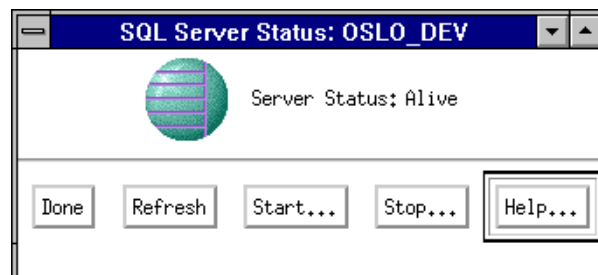 SQL Server Status: OSLO_DEV
Server Status: Alive
Done Refresh Start... Stop... Help...